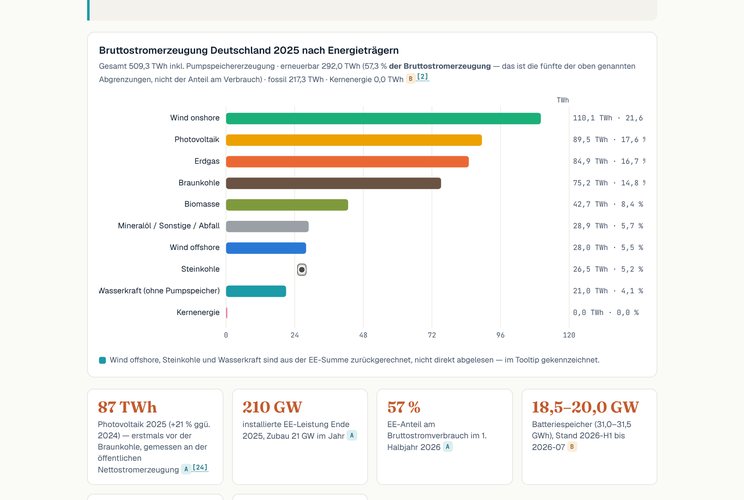 Bruttostromerzeugung Deutschland 2025 nach Energieträgern
Gesamt 509,3 TWh inkl. Pumpspeichererzeugung · erneuerbar 292,0 TWh (57,3 % der Bruttostromerzeugung — das ist die fünfte der oben genannten
Abgrenzungen, nicht der Anteil am Verbrauch) · fossil 217,3 TWh · Kernenergie 0,0 TWh B [2]
TWh
Wind onshore 110,1 TWh · 21,6
Photovoltaik 89,5 TWh · 17,6 %
Erdgas 84,9 TWh · 16,7 %
Braunkohle 75,2 TWh · 14,8 %
Biomasse 42,7 TWh · 8,4 %
Mineralöl / Sonstige / Abfall 28,9 TWh · 5,7 %
Wind offshore 28,0 TWh · 5,5 %
Steinkohle 26,5 TWh · 5,2 %
Wasserkraft (ohne Pumpspeicher) 21,0 TWh · 4,1 %
Kernenergie 0,0 TWh · 0,0 %
0 24 48 72 96 120
Wind offshore, Steinkohle und Wasserkraft sind aus der EE-Summe zurückgerechnet, nicht direkt abgelesen — im Tooltip gekennzeichnet.
87 TWh
Photovoltaik 2025 (+21 % ggü.
2024) — erstmals vor der
Braunkohle, gemessen an der
öffentlichen
Nettostromerzeugung A [24]
210 GW
installierte EE-Leistung Ende
2025, Zubau 21 GW im Jahr A
57 %
EE-Anteil am
Bruttostromverbrauch im 1.
Halbjahr 2026 A
18,5–20,0 GW
Batteriespeicher (31,0–31,5
GWh), Stand 2026-H1 bis
2026-07 B